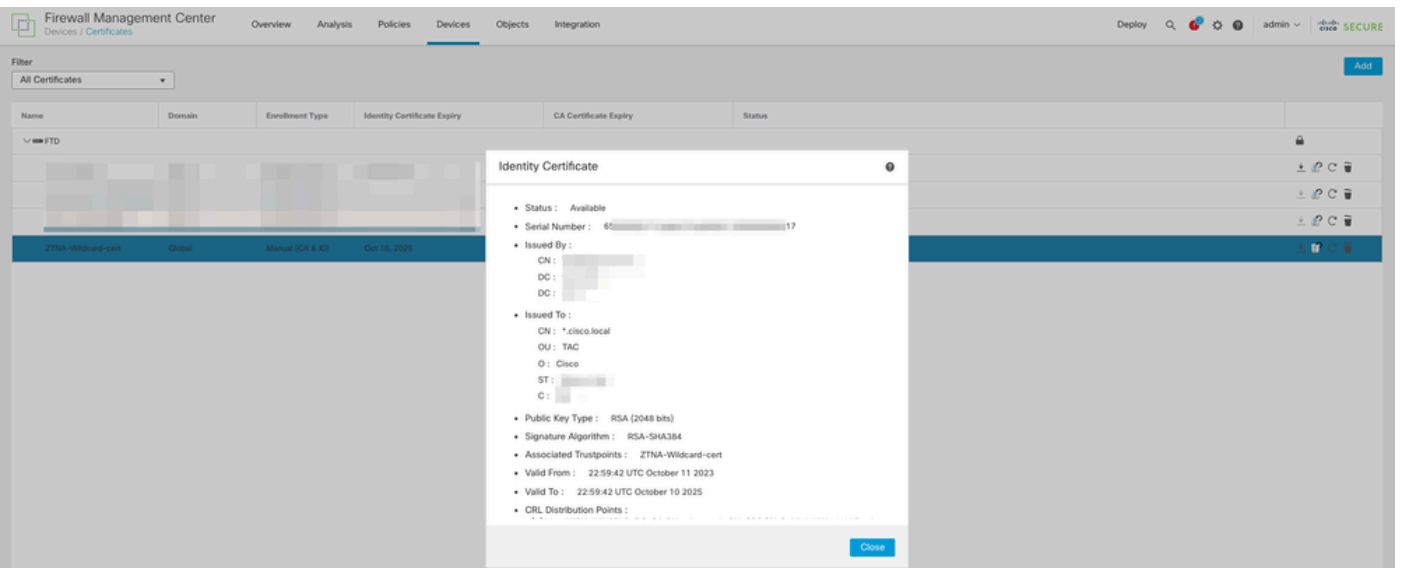 Firewall Management Center
Devices / Certificates
Overview Analysis Policies Devices Objects Integration
Deploy admin cisco SECURE
Filter
All Certificates
Add
Name Domain Enrollment Type Identity Certificate Expiry CA Certificate Expiry Status
FTD
ZTNA-Wildcard-cert Global Manual (CA & ID) Oct 10, 2025
Identity Certificate
• Status : Available
• Serial Number : 65 17
• Issued By :
CN :
DC :
DC :
• Issued To :
CN : *.cisco.local
OU : TAC
O : Cisco
ST :
C :
• Public Key Type : RSA (2048 bits)
• Signature Algorithm : RSA-SHA384
• Associated Trustpoints : ZTNA-Wildcard-cert
• Valid From : 22:59:42 UTC October 11 2023
• Valid To : 22:59:42 UTC October 10 2025
• CRL Distribution Points :
Close